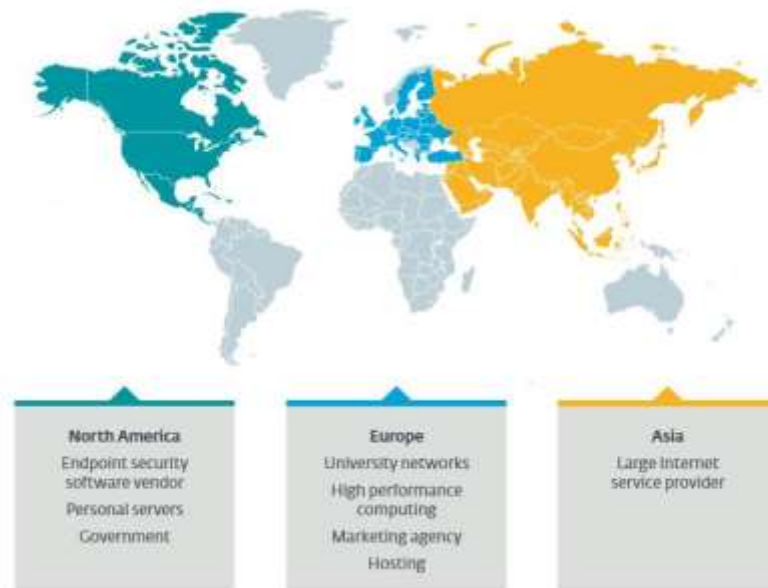 North America
Endpoint security
software vendor
Personal servers
Government
Europe
University networks
High performance
computing
Marketing agency
Hosting
Asia
Large Internet
service provider